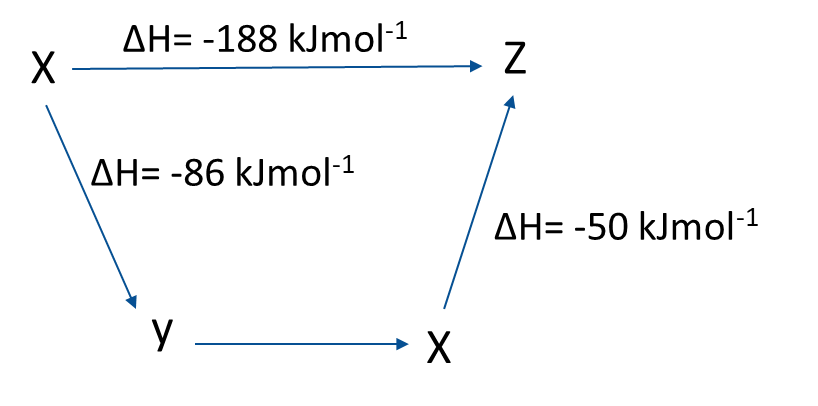 ΔH= -188 kJmol⁻¹
X
Z
ΔH= -86 kJmol⁻¹
ΔH= -50 kJmol⁻¹
y
X